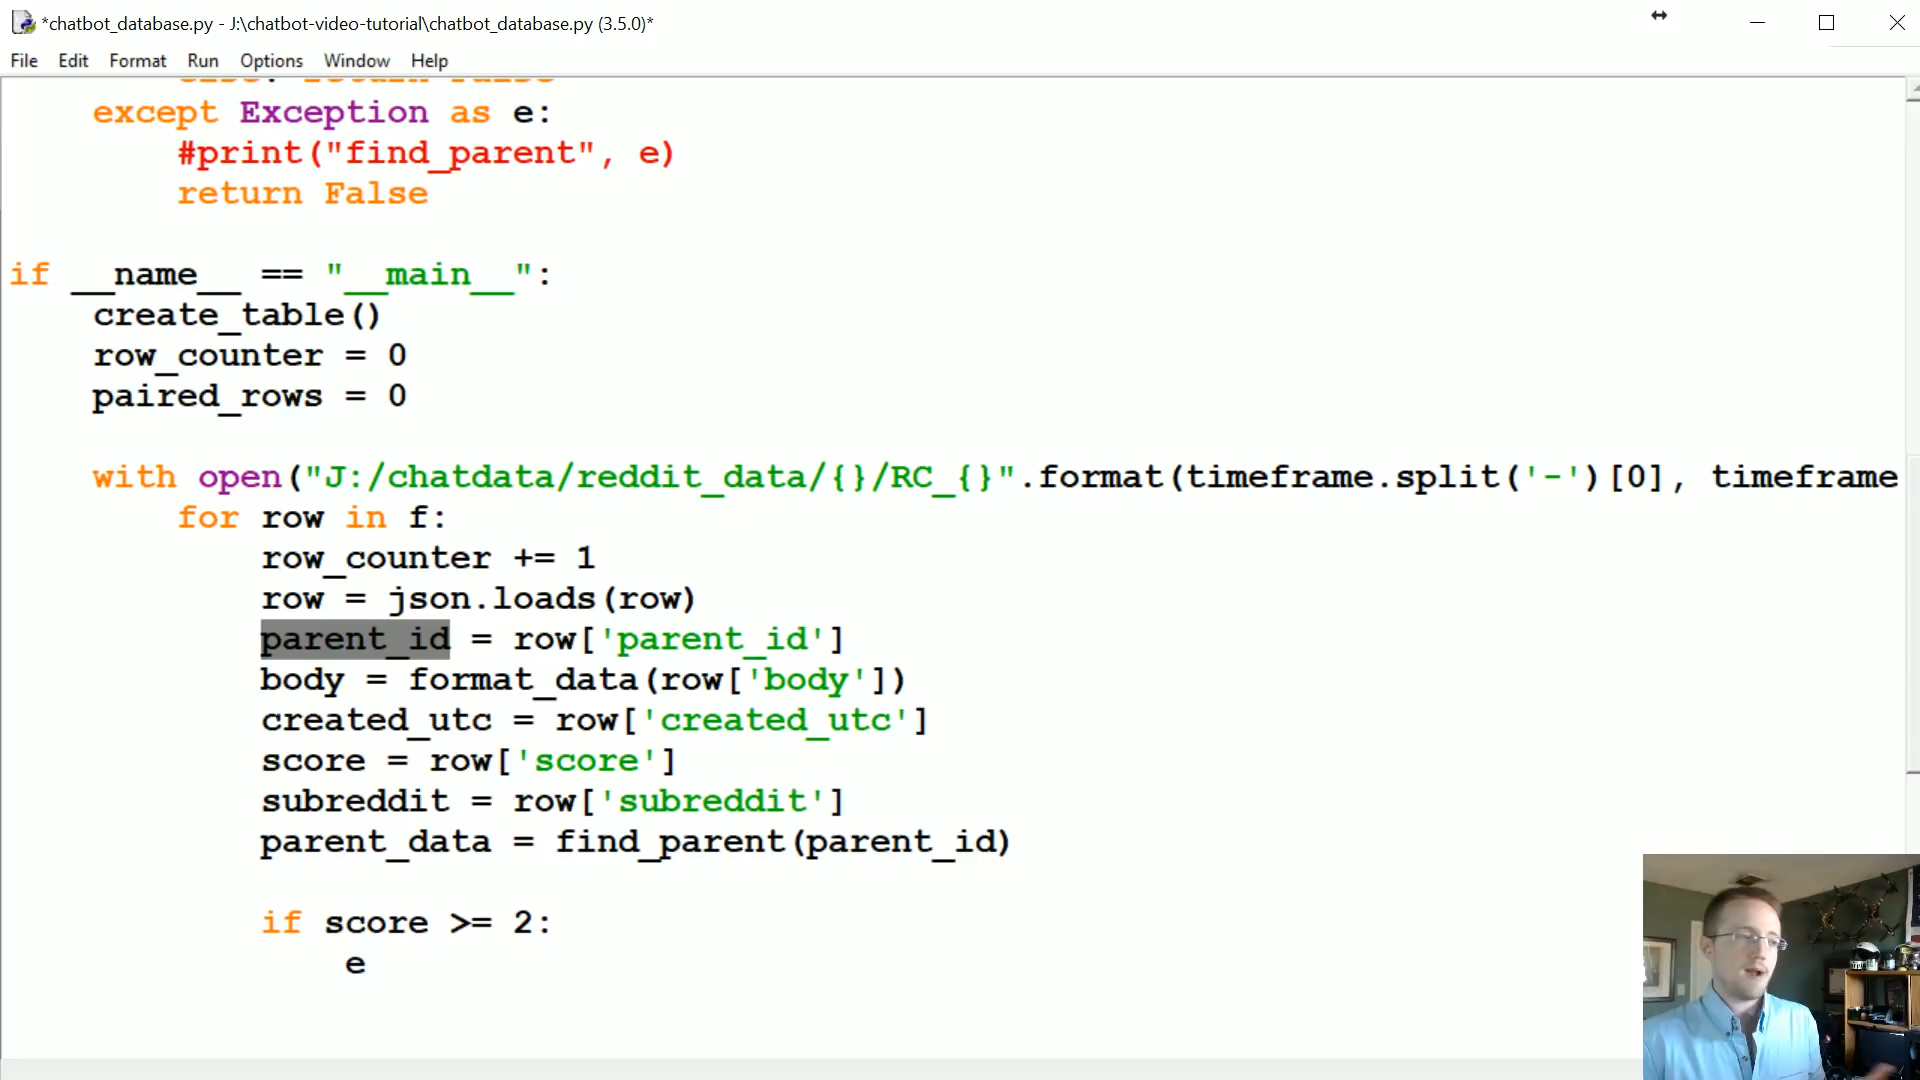 *chatbot_database.py - J:\chatbot-video-tutorial\chatbot_database.py (3.5.0)*
File Edit Format Run Options Window Help
else: return False
except Exception as e:
#print("find_parent", e)
return False
if __name__ == "__main__":
create_table()
row_counter = 0
paired_rows = 0
with open("J:/chatdata/reddit_data/{}/RC_{}".format(timeframe.split('-')[0], timeframe
for row in f:
row_counter += 1
row = json.loads(row)
parent_id = row['parent_id']
body = format_data(row['body'])
created_utc = row['created_utc']
score = row['score']
subreddit = row['subreddit']
parent_data = find_parent(parent_id)
if score >= 2:
e